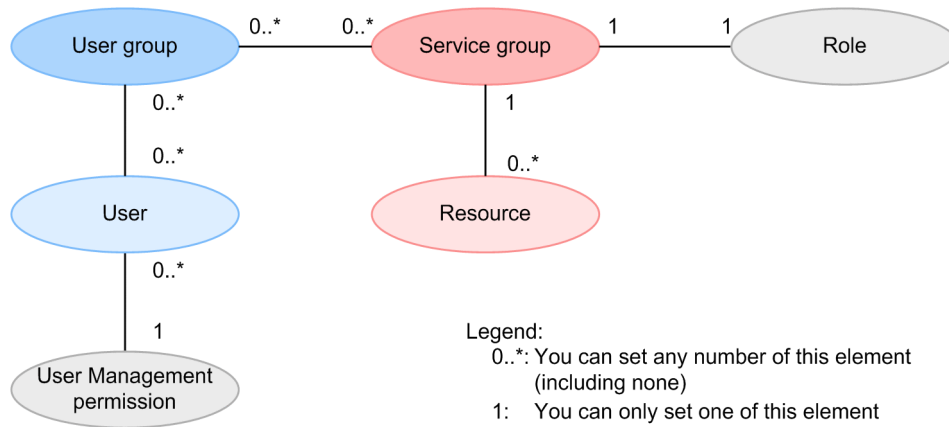 User group
0..*
0..*
Service group
1
1
Role
0..*
1
0..*
0..*
User
Resource
0..*
1
User Management
permission
Legend:
0..*: You can set any number of this element
(including none)
1: You can only set one of this element